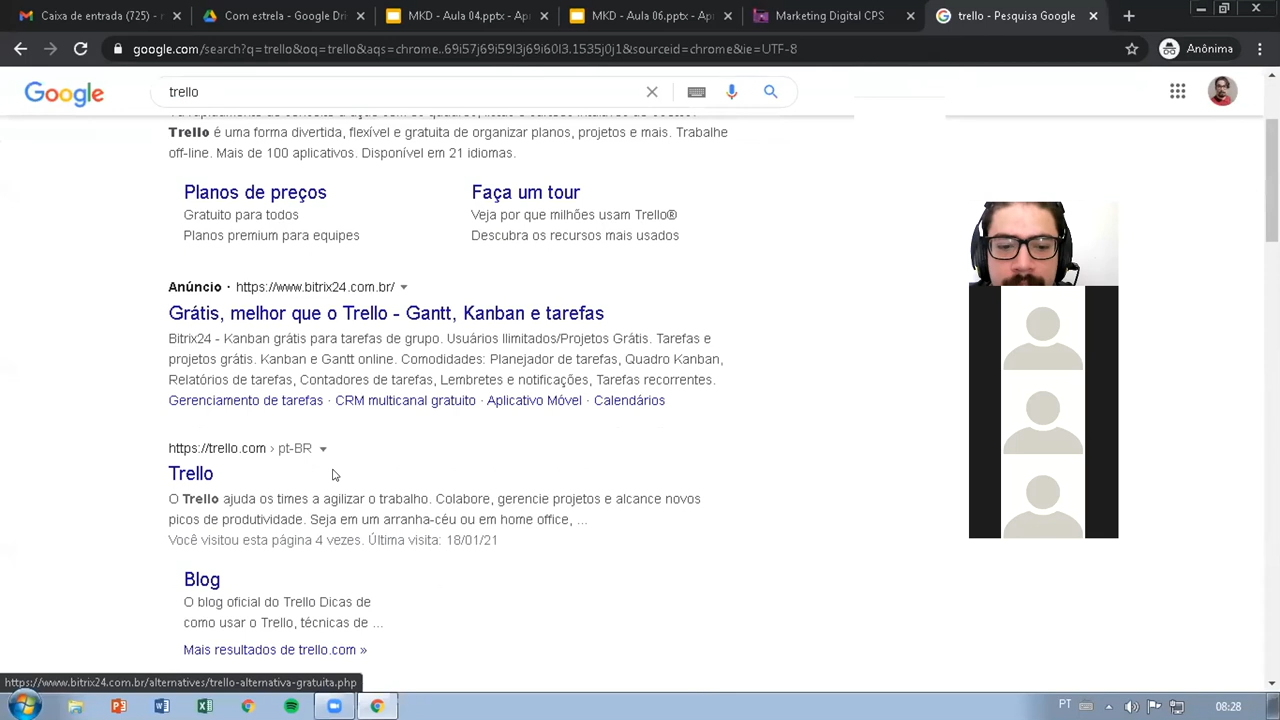 Caixa de entrada (725) - r
Com estrela - Google Dri
MKD - Aula 04.pptx - Ap
MKD - Aula 06.pptx - Ap
Marketing Digital CPS
trello - Pesquisa Google
google.com/search?q=trello&oq=trello&aqs=chrome..69i57j69i59l3j69i60l3.1535j0j1&sourceid=chrome&ie=UTF-8
Anônima
Google
trello
Trello é uma forma divertida, flexível e gratuita de organizar planos, projetos e mais. Trabalhe
off-line. Mais de 100 aplicativos. Disponível em 21 idiomas.
Planos de preços
Gratuito para todos
Planos premium para equipes
Faça um tour
Veja por que milhões usam Trello®
Descubra os recursos mais usados
Anúncio · https://www.bitrix24.com.br/
Grátis, melhor que o Trello - Gantt, Kanban e tarefas
Bitrix24 - Kanban grátis para tarefas de grupo. Usuários Ilimitados/Projetos Grátis. Tarefas e
projetos grátis. Kanban e Gantt online. Comodidades: Planejador de tarefas, Quadro Kanban,
Relatórios de tarefas, Contadores de tarefas, Lembretes e notificações, Tarefas recorrentes.
Gerenciamento de tarefas · CRM multicanal gratuito · Aplicativo Móvel · Calendários
https://trello.com › pt-BR
Trello
O Trello ajuda os times a agilizar o trabalho. Colabore, gerencie projetos e alcance novos
picos de produtividade. Seja em um arranha-céu ou em home office, ...
Você visitou esta página 4 vezes. Última visita: 18/01/21
Blog
O blog oficial do Trello Dicas de
como usar o Trello, técnicas de ...
Mais resultados de trello.com »
https://www.bitrix24.com.br/alternatives/trello-alternativa-gratuita.php
PT
08:28